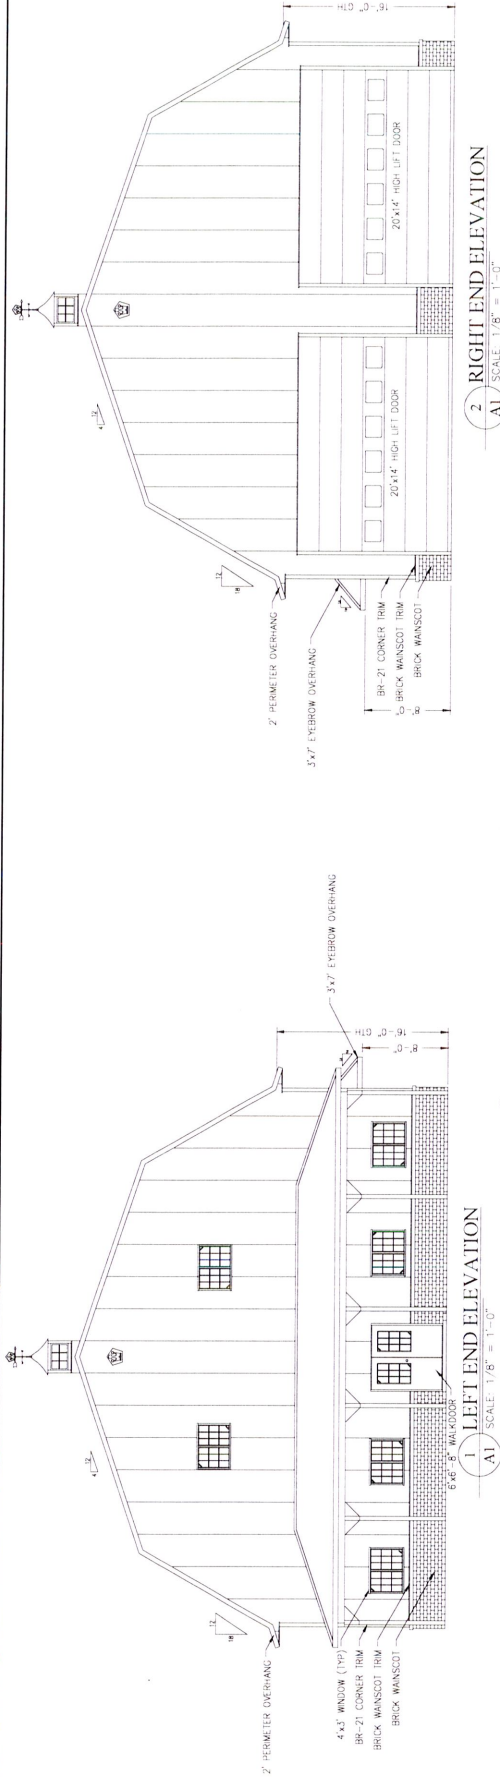 12
4
12
18
2' PERIMETER OVERHANG
4'x3' WINDOW (TYP)
BR-21 CORNER TRIM
BRICK WAINSCOT TRIM
BRICK WAINSCOT
6'x6'-8" WALKDOOR
3'x7' EYEBROW OVERHANG
16'-0" GTH
8'-0"
1
A1
LEFT END ELEVATION
SCALE: 1/8" = 1'-0"
12
4
12
18
2' PERIMETER OVERHANG
3'x7' EYEBROW OVERHANG
BR-21 CORNER TRIM
BRICK WAINSCOT TRIM
BRICK WAINSCOT
8'-0"
20'x14' HIGH LIFT DOOR
20'x14' HIGH LIFT DOOR
16'-0" GTH
2
A1
RIGHT END ELEVATION
SCALE: 1/8" = 1'-0"